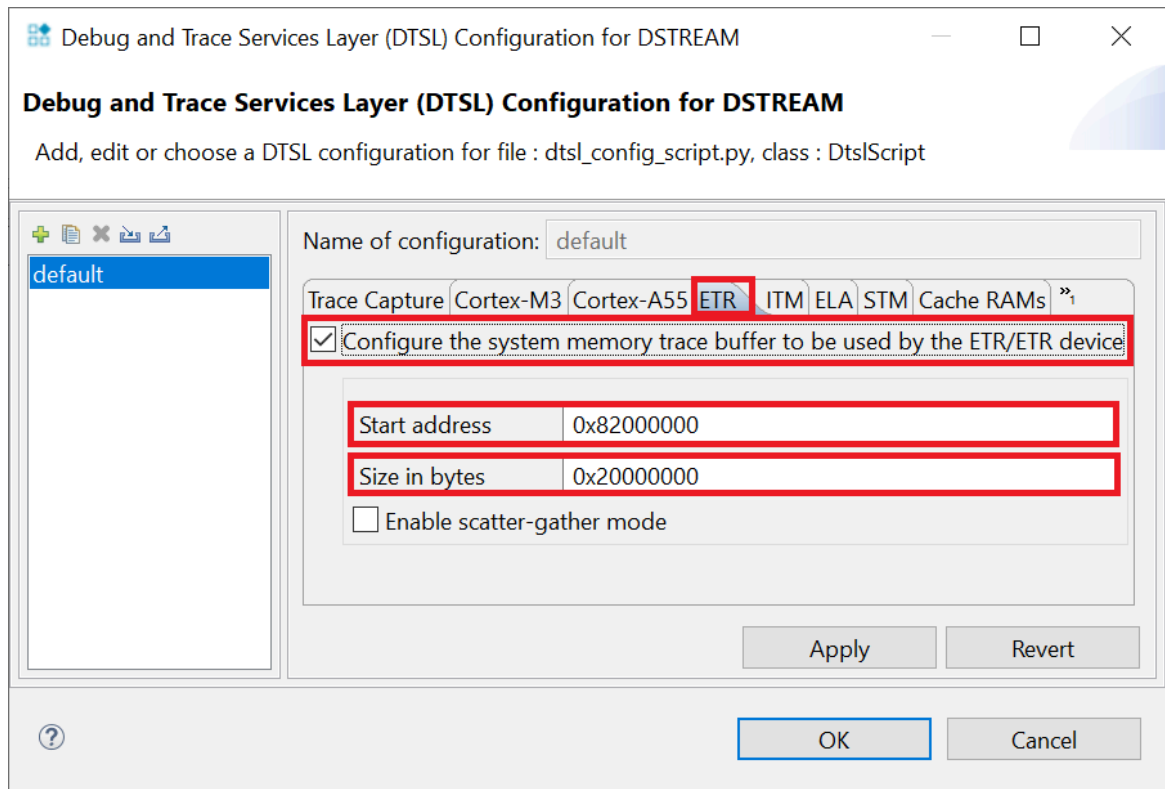 Debug and Trace Services Layer (DTSL) Configuration for DSTREAM
Debug and Trace Services Layer (DTSL) Configuration for DSTREAM
Add, edit or choose a DTSL configuration for file : dtsl_config_script.py, class : DtslScript
default
Name of configuration: default
Trace Capture Cortex-M3 Cortex-A55 ETR ITM ELA STM Cache RAMs »1
Configure the system memory trace buffer to be used by the ETR/ETR device
Start address 0x82000000
Size in bytes 0x20000000
Enable scatter-gather mode
Apply Revert
? OK Cancel